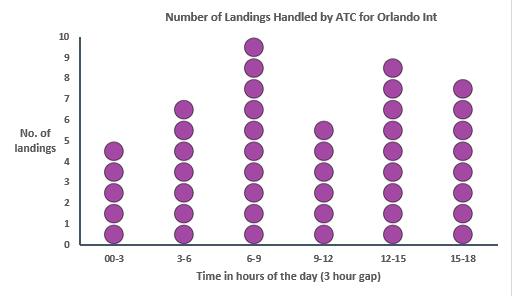 Number of Landings Handled by ATC for Orlando Int
10
9
8
7
6
5
4
3
2
1
0
No. of
landings
00-3 3-6 6-9 9-12 12-15 15-18
Time in hours of the day (3 hour gap)